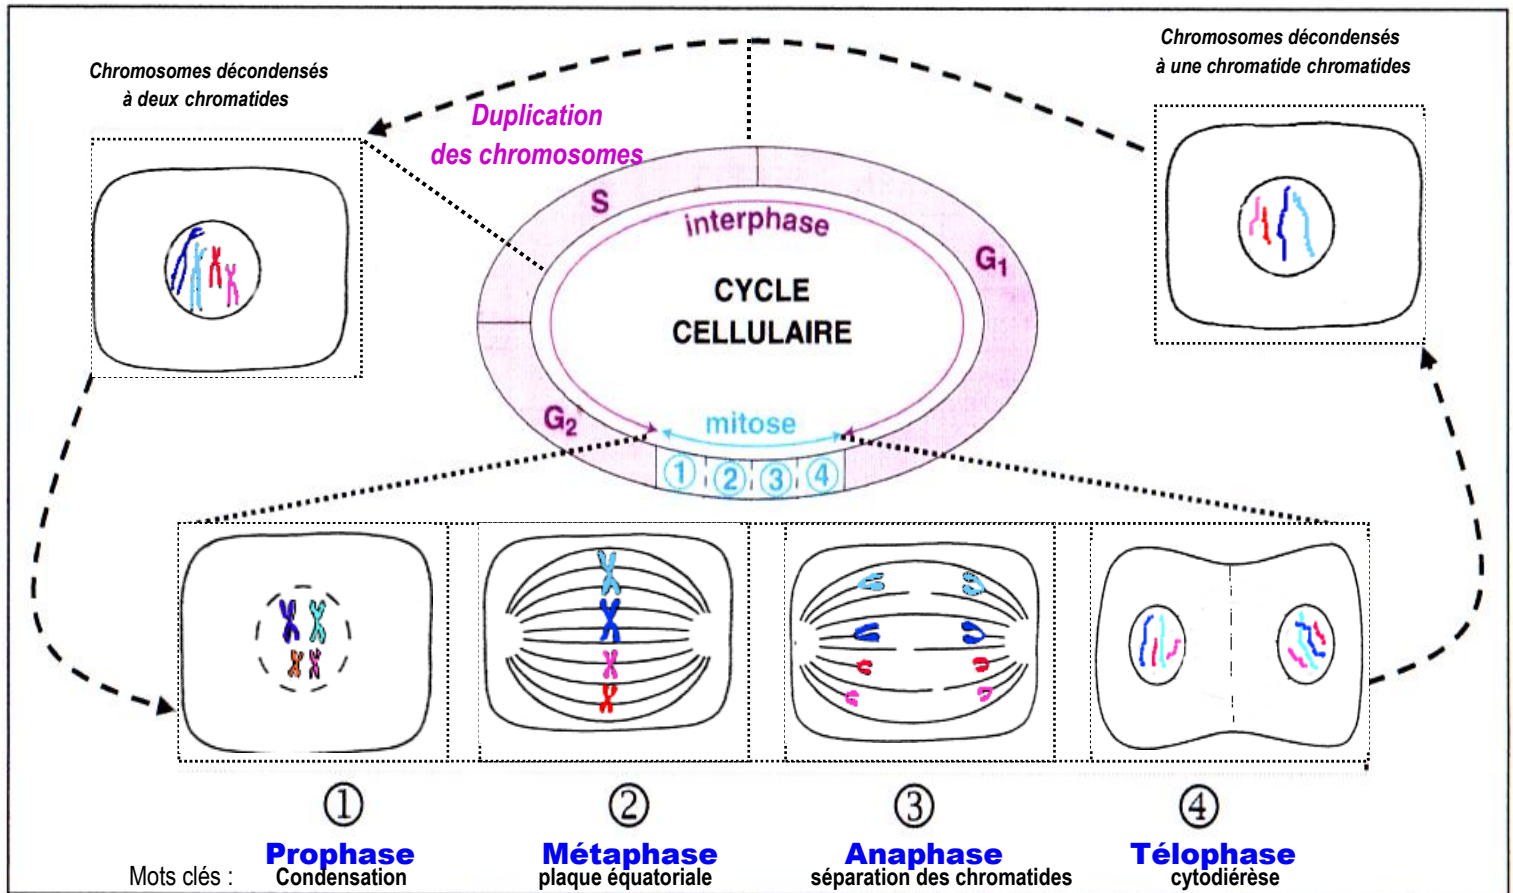 Chromosomes décondensés
à deux chromatides
Chromosomes décondensés
à une chromatide chromatides
Duplication
des chromosomes
S
interphase
G1
CYCLE
CELLULAIRE
G2
mitose
1 2 3 4
① ② ③ ④
Prophase Métaphase Anaphase Télophase
Mots clés : Condensation plaque équatoriale séparation des chromatides cytodiérèse